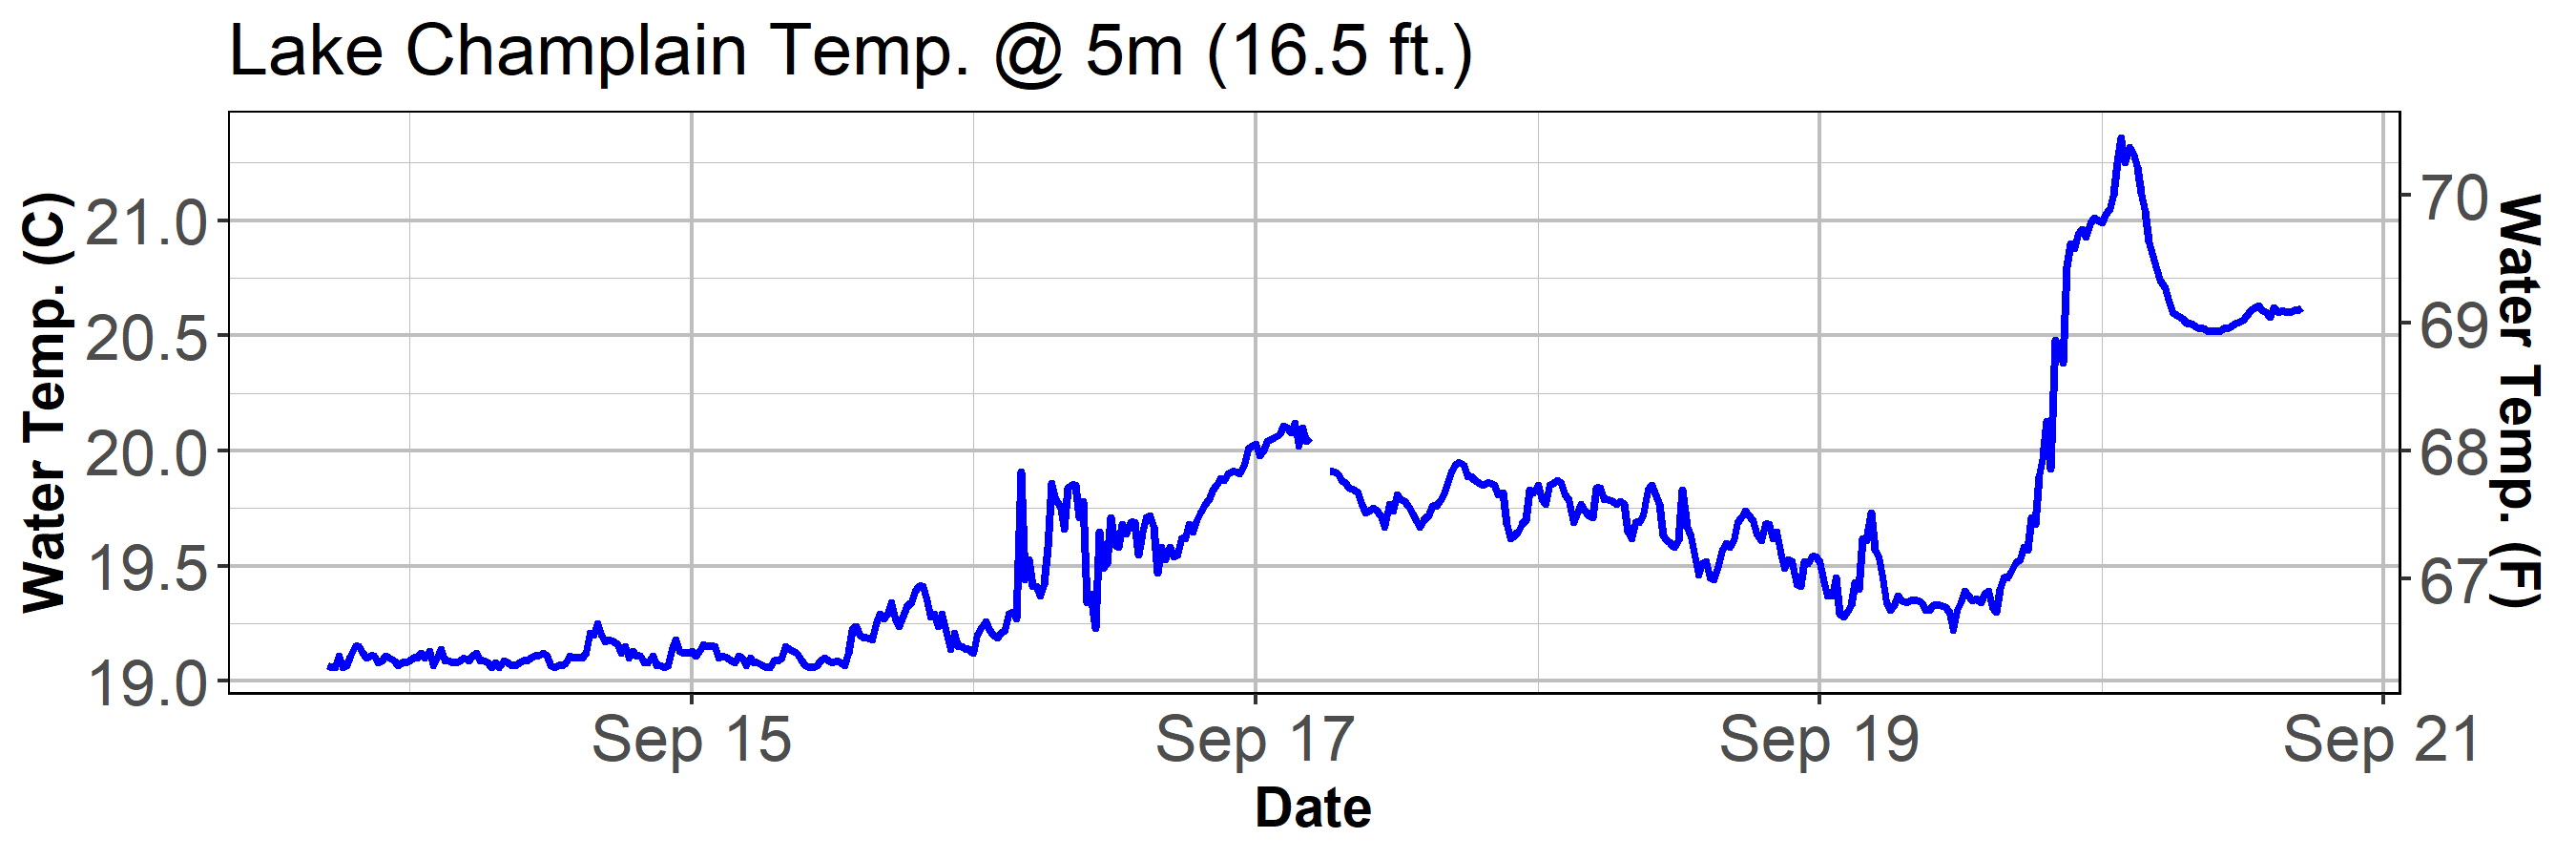 Lake Champlain Temp. @ 5m (16.5 ft.)
Water Temp. (C)
21.0
20.5
20.0
19.5
19.0
70
69
68
67
Water Temp. (F)
Sep 15
Sep 17
Sep 19
Sep 21
Date